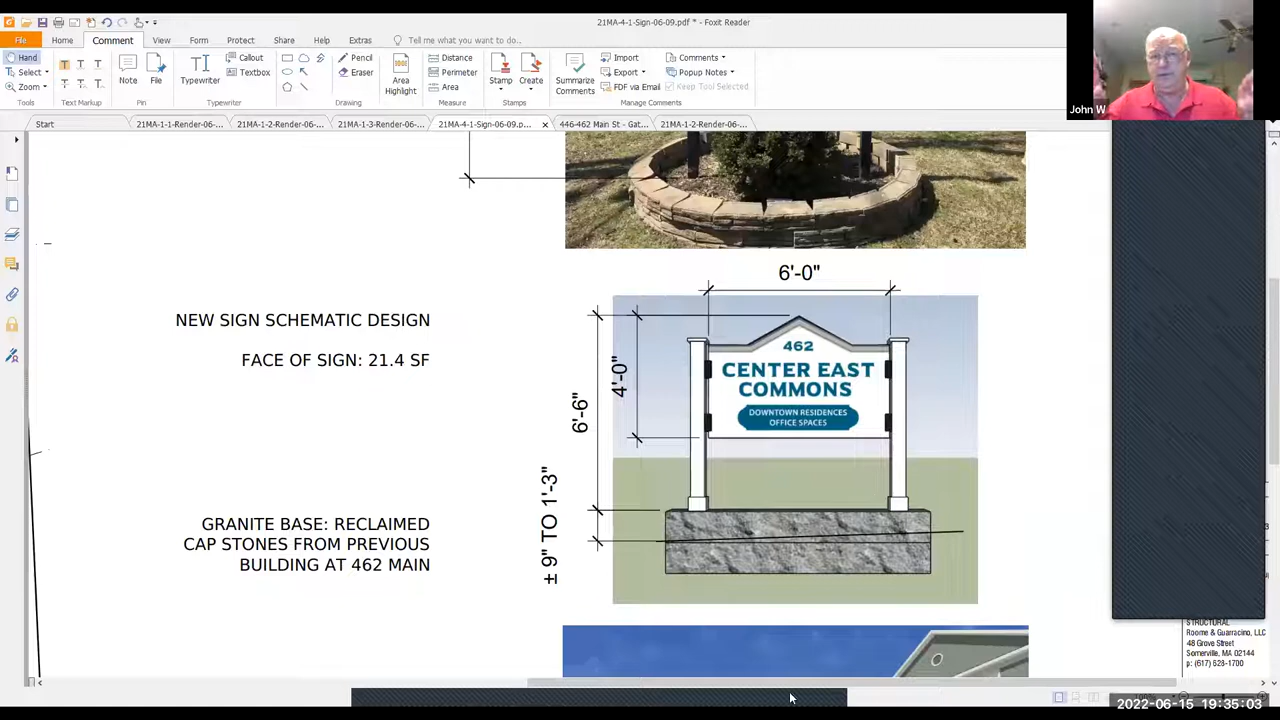 21MA-4-1-Sign-06-09.pdf * - Foxit Reader
File Home Comment View Form Protect Share Help Extras Tell me what you want to do..
Hand
Select
Zoom
Tools
Text Markup
Note
File
Pin
Typewriter
Callout
Textbox
Typewriter
Pencil
Eraser
Drawing
Area Highlight
Distance
Perimeter
Area
Measure
Stamp
Create
Stamps
Summarize Comments
Import
Export
FDF via Email
Comments
Popup Notes
Keep Tool Selected
Manage Comments
John W
Start
21MA-1-1-Render-06-...
21MA-1-2-Render-06-...
21MA-1-3-Render-06-...
21MA-4-1-Sign-06-09.p...
446-462 Main St - Gat...
21MA-1-2-Render-06-...
6'-0"
NEW SIGN SCHEMATIC DESIGN
FACE OF SIGN: 21.4 SF
4'-0"
6'-6"
± 9" TO 1'-3"
462
CENTER EAST
COMMONS
DOWNTOWN RESIDENCES
OFFICE SPACES
GRANITE BASE: RECLAIMED
CAP STONES FROM PREVIOUS
BUILDING AT 462 MAIN
STRUCTURAL
Roome & Guarracino, LLC
48 Grove Street
Somerville, MA 02144
p: (617) 628-1700
2022-06-15 19:35:03